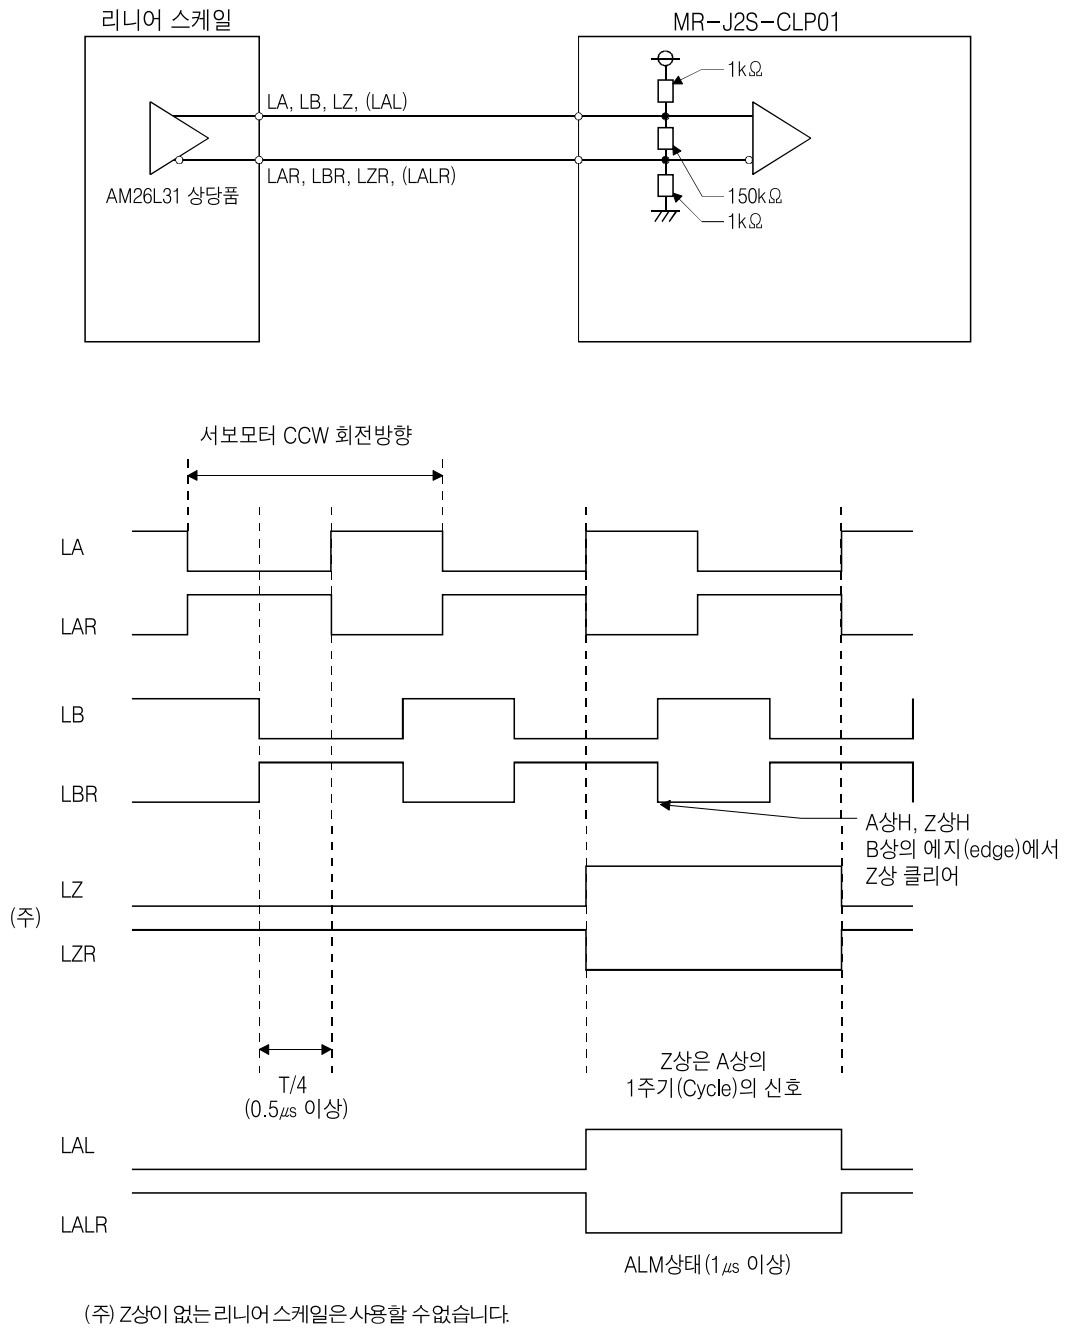 리니어 스케일
MR-J2S-CLP01
1kΩ
LA, LB, LZ, (LAL)
LAR, LBR, LZR, (LALR)
AM26L31 상당품
150kΩ
1kΩ
서보모터 CCW 회전방향
LA
LAR
LB
LBR
A상H, Z상H
B상의 에지(edge)에서
Z상 클리어
LZ
(주)
LZR
T/4
(0.5μs 이상)
Z상은 A상의
1주기(Cycle)의 신호
LAL
LALR
ALM상태(1μs 이상)
(주) Z상이 없는 리니어 스케일은 사용할 수 없습니다.